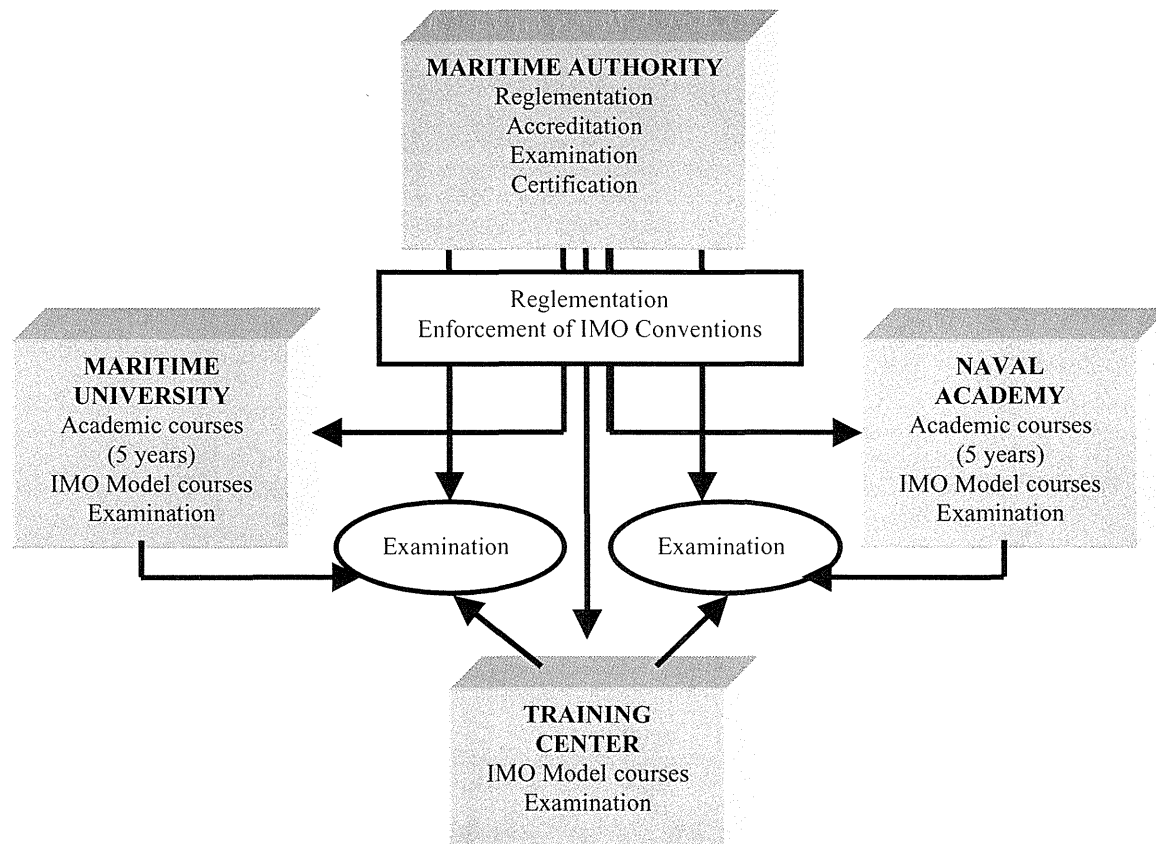 MARITIME AUTHORITY
Reglementation
Accreditation
Examination
Certification
Reglementation
Enforcement of IMO Conventions
MARITIME
UNIVERSITY
Academic courses
(5 years)
IMO Model courses
Examination
NAVAL
ACADEMY
Academic courses
(5 years)
IMO Model courses
Examination
Examination
Examination
TRAINING
CENTER
IMO Model courses
Examination